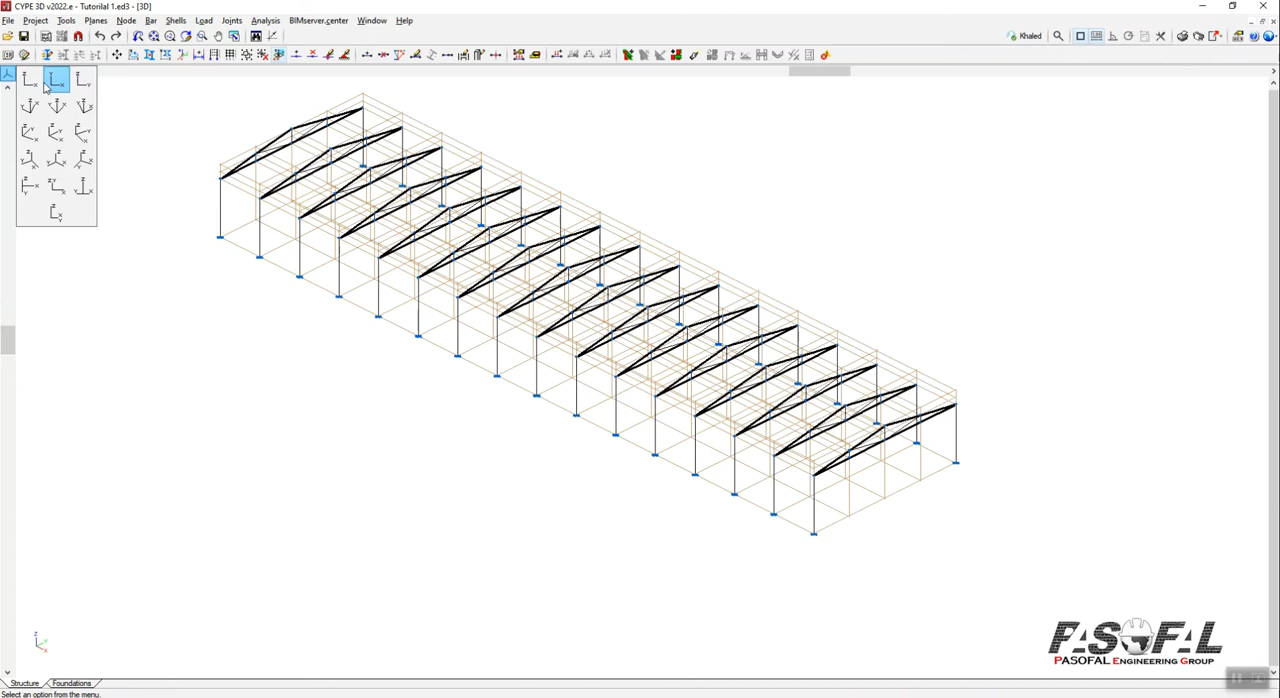 CYPE 3D v2022.e - Tutorilal 1.ed3 - [3D]
File Project Tools Planes Node Bar Shells Load Joints Analysis BIMserver.center Window Help
Khaled
Z X Y X Z Y
PASOFAL
PASOFAL ENGINEERING GROUP
Structure Foundations
Select an option from the menu.